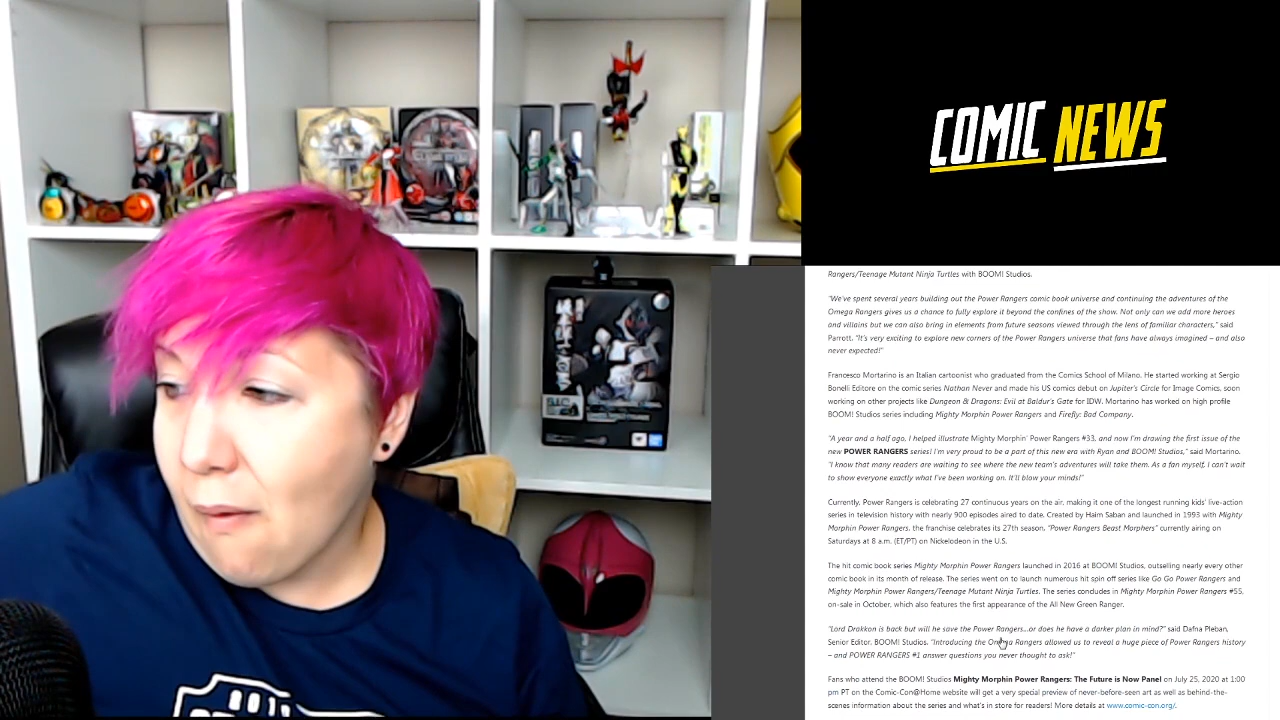 COMIC NEWS
Rangers/Teenage Mutant Ninja Turtles with BOOM! Studios.
"We've spent several years building out the Power Rangers comic book universe and continuing the adventures of the
Omega Rangers gives us a chance to fully explore it beyond the confines of the show. Not only can we add more heroes
and villains but we can also bring in elements from future seasons viewed through the lens of familiar characters," said
Parrott. "It's very exciting to explore new corners of the Power Rangers universe that fans have always imagined – and also
never expected!"
Francesco Mortarino is an Italian cartoonist who graduated from the Comics School of Milano. He started working at Sergio
Bonelli Editore on the comic series Nathan Never and made his US comics debut on Jupiter's Circle for Image Comics, soon
working on other projects like Dungeon & Dragons: Evil at Baldur's Gate for IDW. Mortarino has worked on high profile
BOOM! Studios series including Mighty Morphin Power Rangers and Firefly: Bad Company.
"A year and a half ago, I helped illustrate Mighty Morphin' Power Rangers #33, and now I'm drawing the first issue of the
new POWER RANGERS series! I'm very proud to be a part of this new era with Ryan and BOOM! Studios," said Mortarino.
"I know that many readers are waiting to see where the new team's adventures will take them. As a fan myself, I can't wait
to show everyone exactly what I've been working on. It'll blow your minds!"
Currently, Power Rangers is celebrating 27 continuous years on the air, making it one of the longest running kids' live-action
series in television history with nearly 900 episodes aired to date. Created by Haim Saban and launched in 1993 with Mighty
Morphin Power Rangers, the franchise celebrates its 27th season, "Power Rangers Beast Morphers" currently airing on
Saturdays at 8 a.m. (ET/PT) on Nickelodeon in the U.S.
The hit comic book series Mighty Morphin Power Rangers launched in 2016 at BOOM! Studios, outselling nearly every other
comic book in its month of release. The series went on to launch numerous hit spin off series like Go Go Power Rangers and
Mighty Morphin Power Rangers/Teenage Mutant Ninja Turtles. The series concludes in Mighty Morphin Power Rangers #55,
on-sale in October, which also features the first appearance of the All New Green Ranger.
"Lord Drakkon is back but will he save the Power Rangers...or does he have a darker plan in mind?" said Dafna Pleban,
Senior Editor, BOOM! Studios. "Introducing the Omega Rangers allowed us to reveal a huge piece of Power Rangers history
– and POWER RANGERS #1 answer questions you never thought to ask!"
Fans who attend the BOOM! Studios Mighty Morphin Power Rangers: The Future is Now Panel on July 25, 2020 at 1:00
pm PT on the Comic-Con@Home website will get a very special preview of never-before-seen art as well as behind-the-
scenes information about the series and what's in store for readers! More details at www.comic-con.org/.